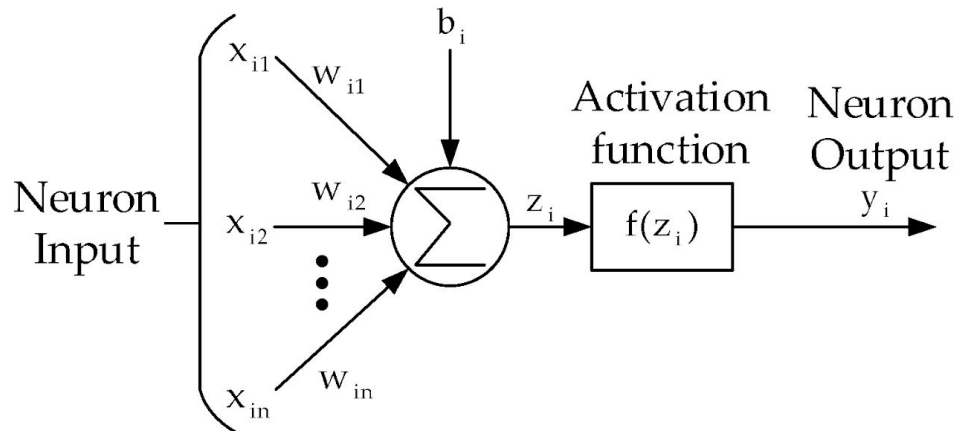 Neuron
Input
x i1
x i2
x in
w i1
w i2
w in
b i
Σ
z i
Activation
function
f(z i)
Neuron
Output
y i